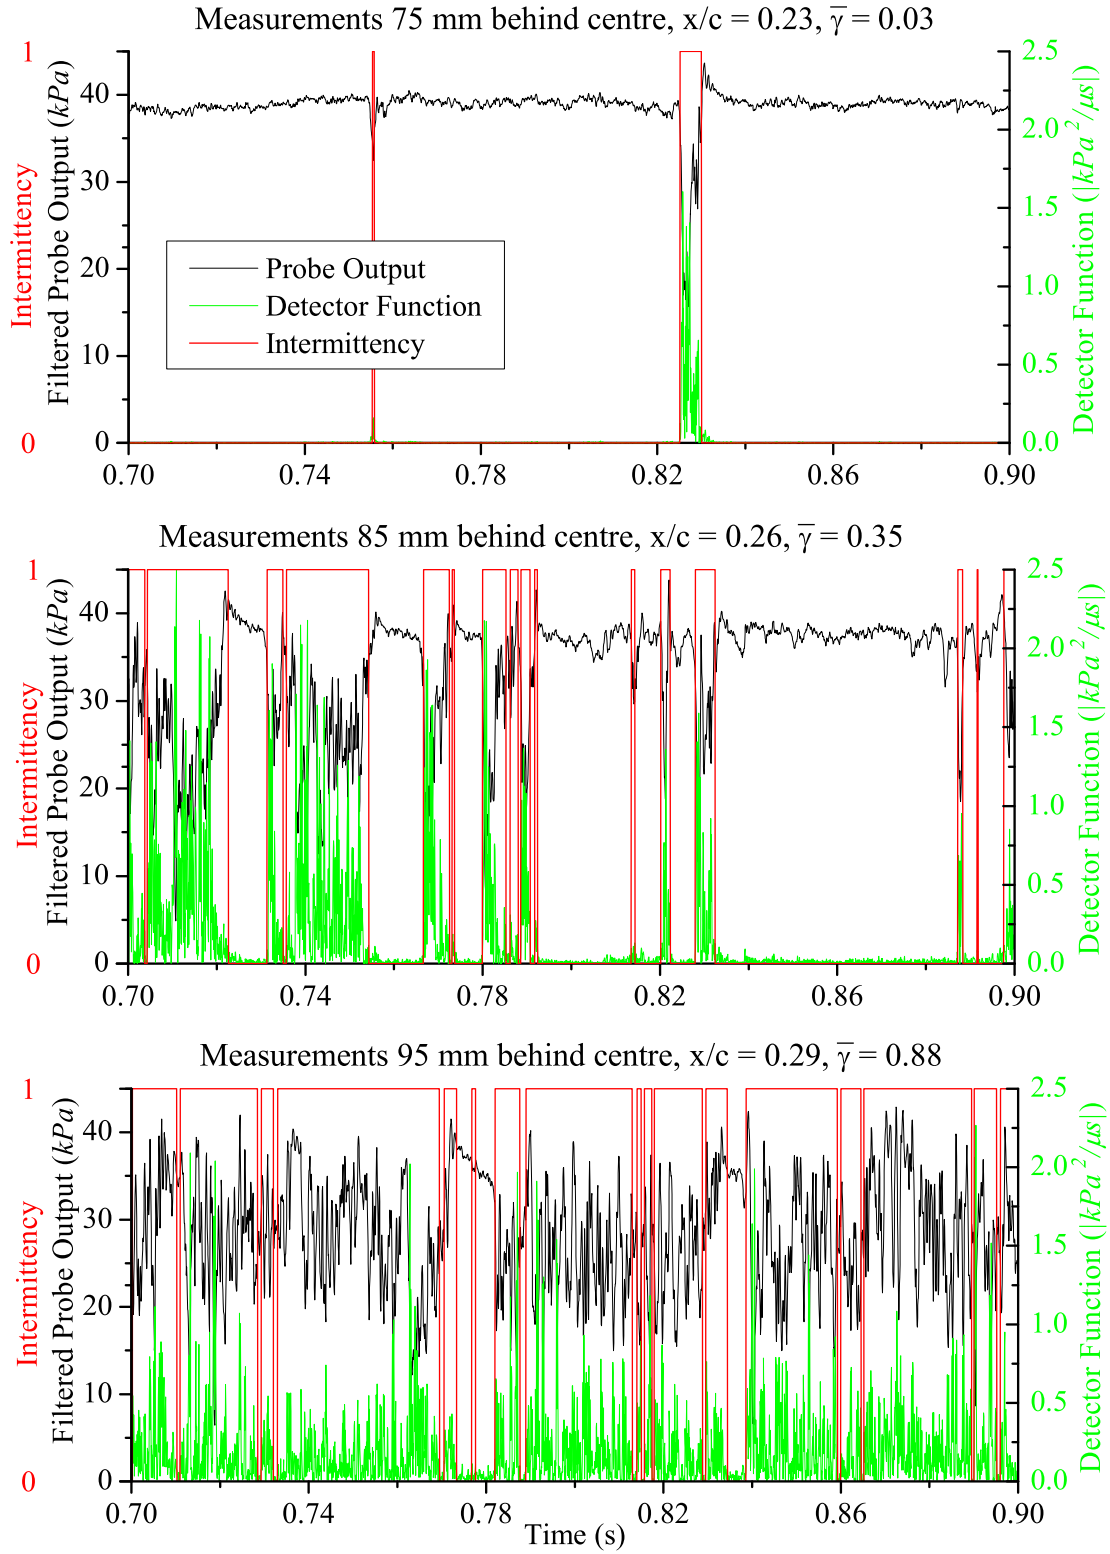 Measurements 75 mm behind centre, x/c = 0.23, γ̅ = 0.03
1
0
Intermittency
Filtered Probe Output (kPa)
40
30
20
10
0
2.5
2.0
1.5
1.0
0.5
0.0
Detector Function (|kPa²/μs|)
Probe Output
Detector Function
Intermittency
0.70 0.74 0.78 0.82 0.86 0.90
Measurements 85 mm behind centre, x/c = 0.26, γ̅ = 0.35
1
0
Intermittency
Filtered Probe Output (kPa)
40
30
20
10
0
2.5
2.0
1.5
1.0
0.5
0.0
Detector Function (|kPa²/μs|)
0.70 0.74 0.78 0.82 0.86 0.90
Measurements 95 mm behind centre, x/c = 0.29, γ̅ = 0.88
1
0
Intermittency
Filtered Probe Output (kPa)
40
30
20
10
0
2.5
2.0
1.5
1.0
0.5
0.0
Detector Function (|kPa²/μs|)
0.70 0.74 0.78 0.82 0.86 0.90
Time (s)